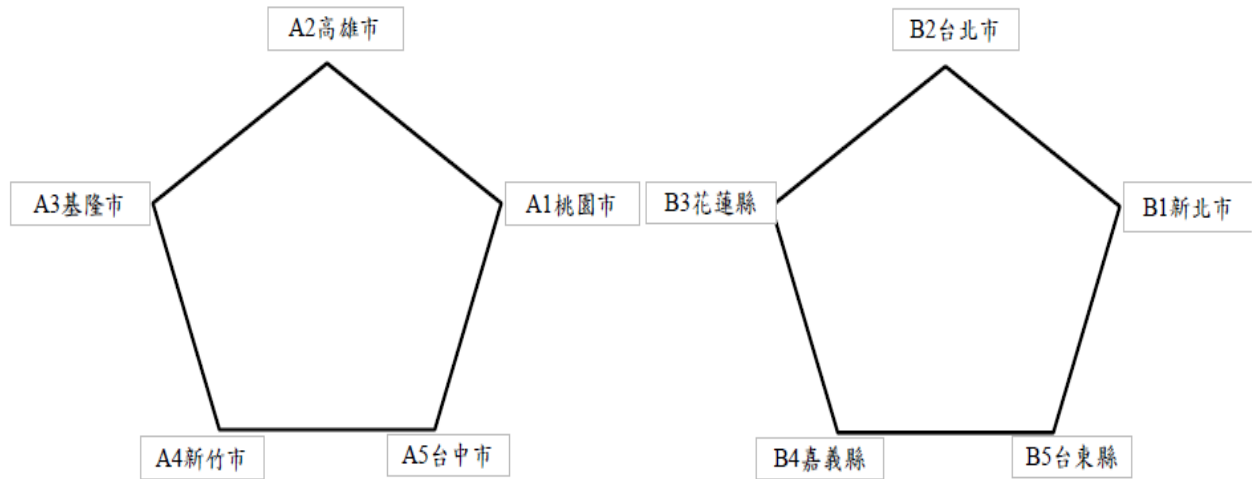 A2高雄市
B2台北市
A3基隆市
A1桃園市
B3花蓮縣
B1新北市
A4新竹市
A5台中市
B4嘉義縣
B5台東縣